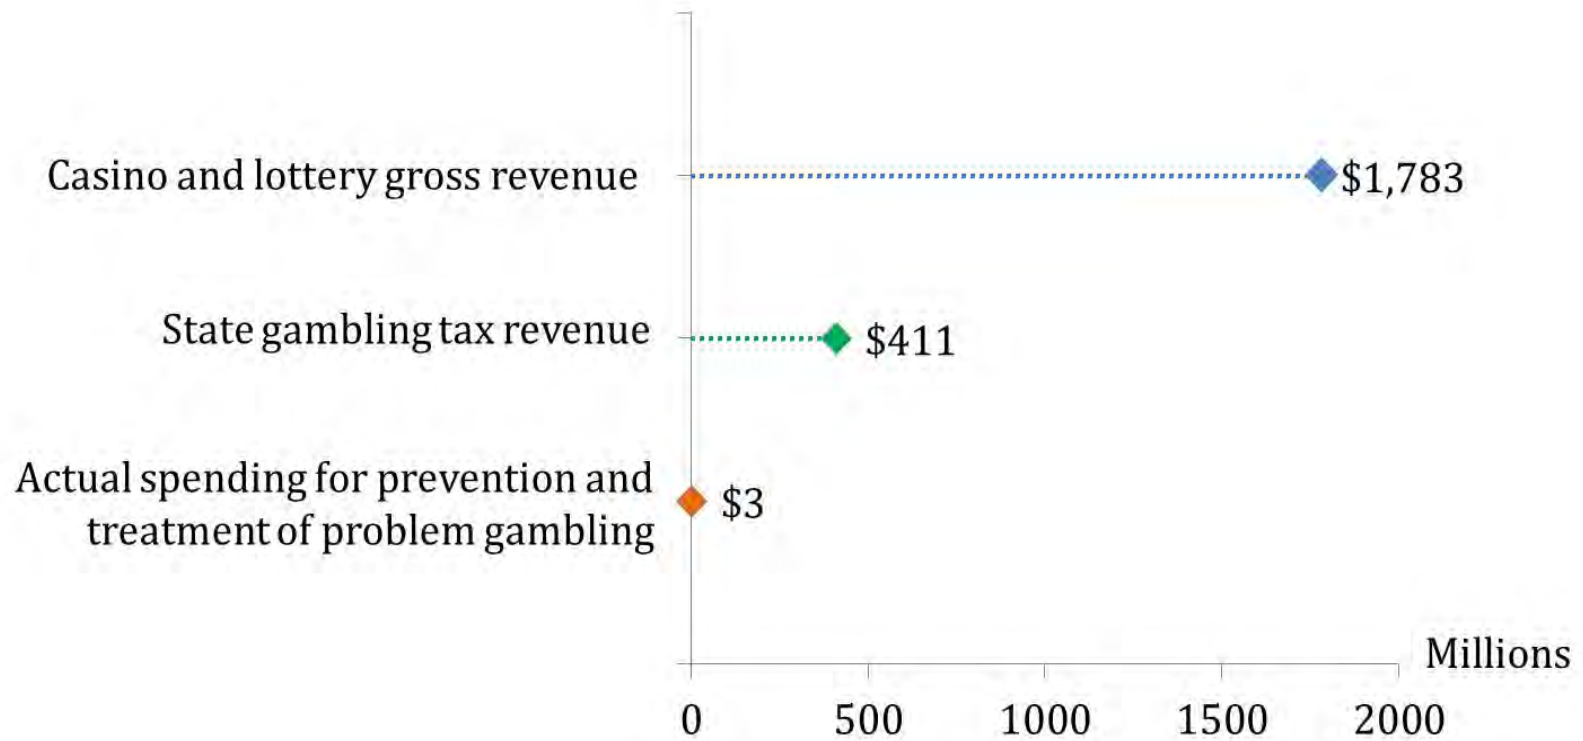 Casino and lottery gross revenue
$1,783
State gambling tax revenue
$411
Actual spending for prevention and
treatment of problem gambling
$3
Millions
0 500 1000 1500 2000